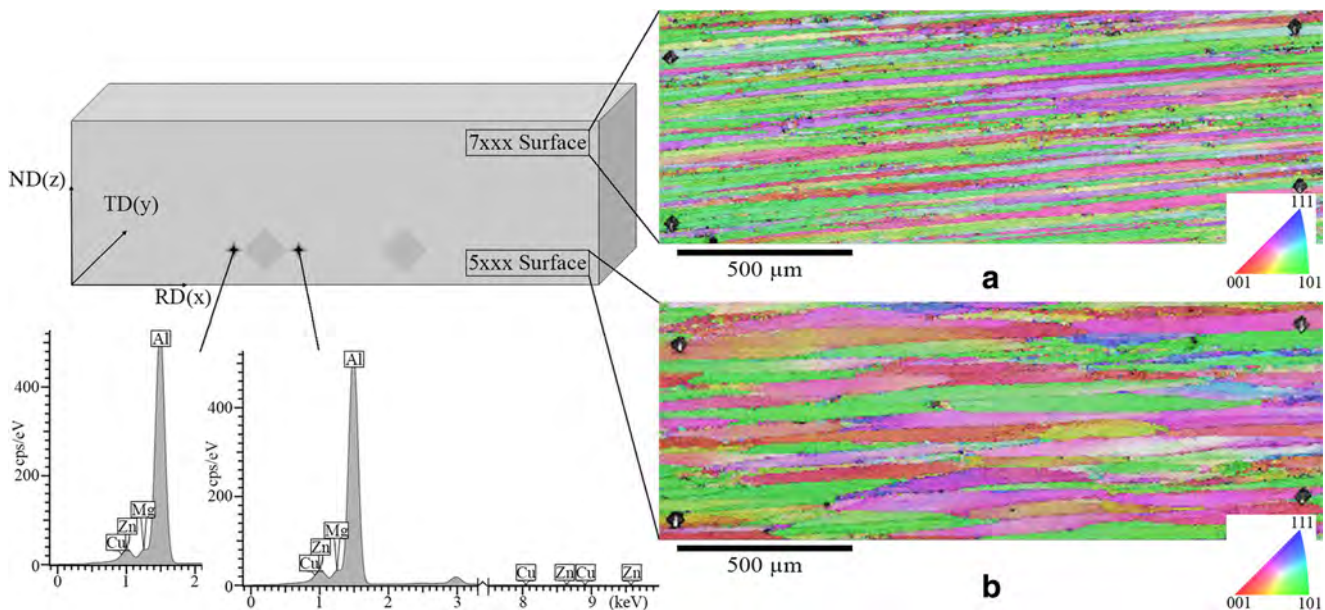 7xxx Surface
ND(z)
TD(y)
5xxx Surface
RD(x)
111
001 101
500 µm
a
111
001 101
500 µm
b
Al
400
200
0
cps/eV
Mg
Zn
Cu
0 1 2
Al
400
200
0
cps/eV
Mg
Zn
Cu
Cu Zn Cu Zn
0 1 2 3 8 9 (keV)